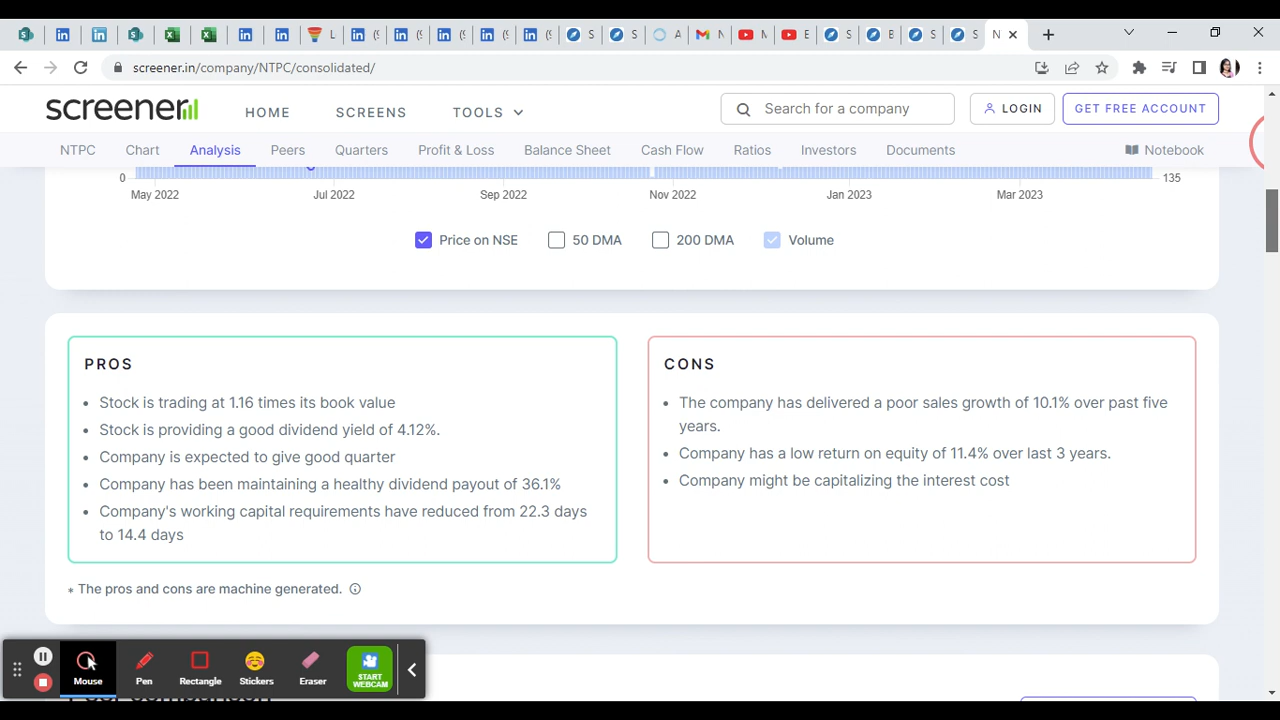 L
(9
(9
(9
(9
(9
S
S
A
N
M
E
S
B
S
S
N
screener.in/company/NTPC/consolidated/
screener
HOME
SCREENS
TOOLS
Search for a company
LOGIN
GET FREE ACCOUNT
NTPC
Chart
Analysis
Peers
Quarters
Profit & Loss
Balance Sheet
Cash Flow
Ratios
Investors
Documents
Notebook
0
135
May 2022
Jul 2022
Sep 2022
Nov 2022
Jan 2023
Mar 2023
Price on NSE
50 DMA
200 DMA
Volume
PROS
Stock is trading at 1.16 times its book value
Stock is providing a good dividend yield of 4.12%.
Company is expected to give good quarter
Company has been maintaining a healthy dividend payout of 36.1%
Company's working capital requirements have reduced from 22.3 days
to 14.4 days
CONS
The company has delivered a poor sales growth of 10.1% over past five
years.
Company has a low return on equity of 11.4% over last 3 years.
Company might be capitalizing the interest cost
* The pros and cons are machine generated.
Mouse
Pen
Rectangle
Stickers
Eraser
START
WEBCAM